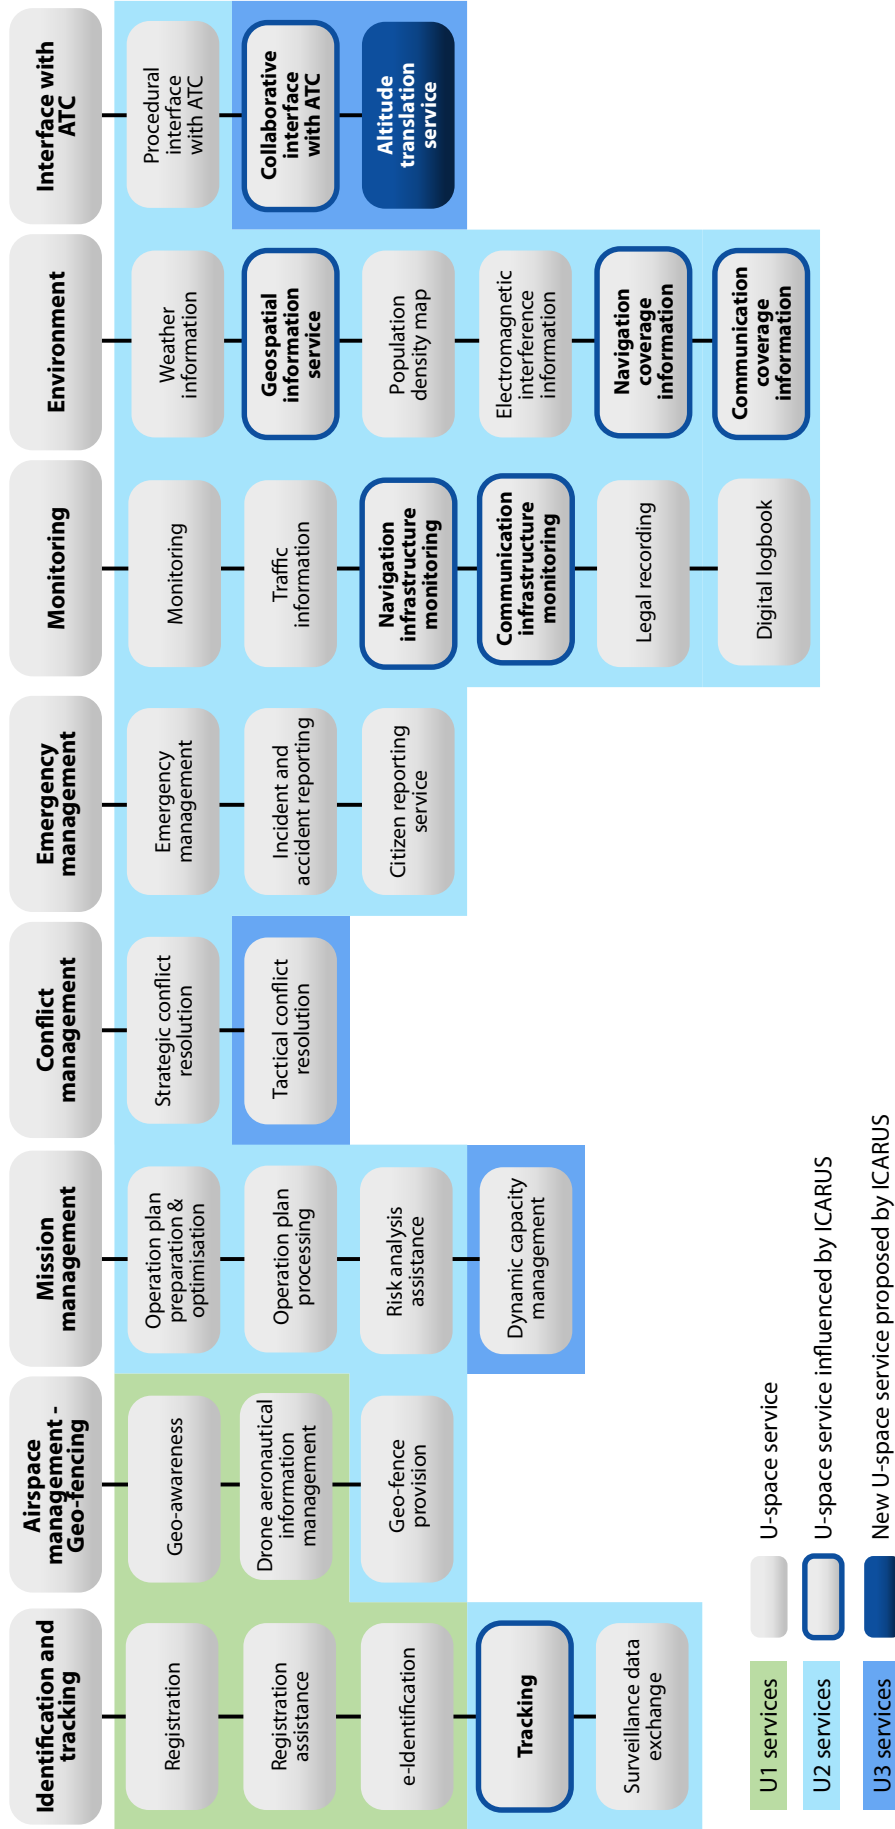 Identification and
tracking
Registration
Registration
assistance
e-Identification
Tracking
Surveillance data
exchange
Airspace
management -
Geo-fencing
Geo-awareness
Drone aeronautical
information
management
Geo-fence
provision
Mission
management
Operation plan
preparation &
optimisation
Operation plan
processing
Risk analysis
assistance
Dynamic capacity
management
Conflict
management
Strategic conflict
resolution
Tactical conflict
resolution
Emergency
management
Emergency
management
Incident and
accident reporting
Citizen reporting
service
Monitoring
Monitoring
Traffic
information
Navigation
infrastructure
monitoring
Communication
infrastructure
monitoring
Legal recording
Digital logbook
Environment
Weather
information
Geospatial
information
service
Population
density map
Electromagnetic
interference
information
Navigation
coverage
information
Communication
coverage
information
Interface with
ATC
Procedural
interface
with ATC
Collaborative
interface
with ATC
Altitude
translation
service
U1 services
U2 services
U3 services
U-space service
U-space service influenced by ICARUS
New U-space service proposed by ICARUS